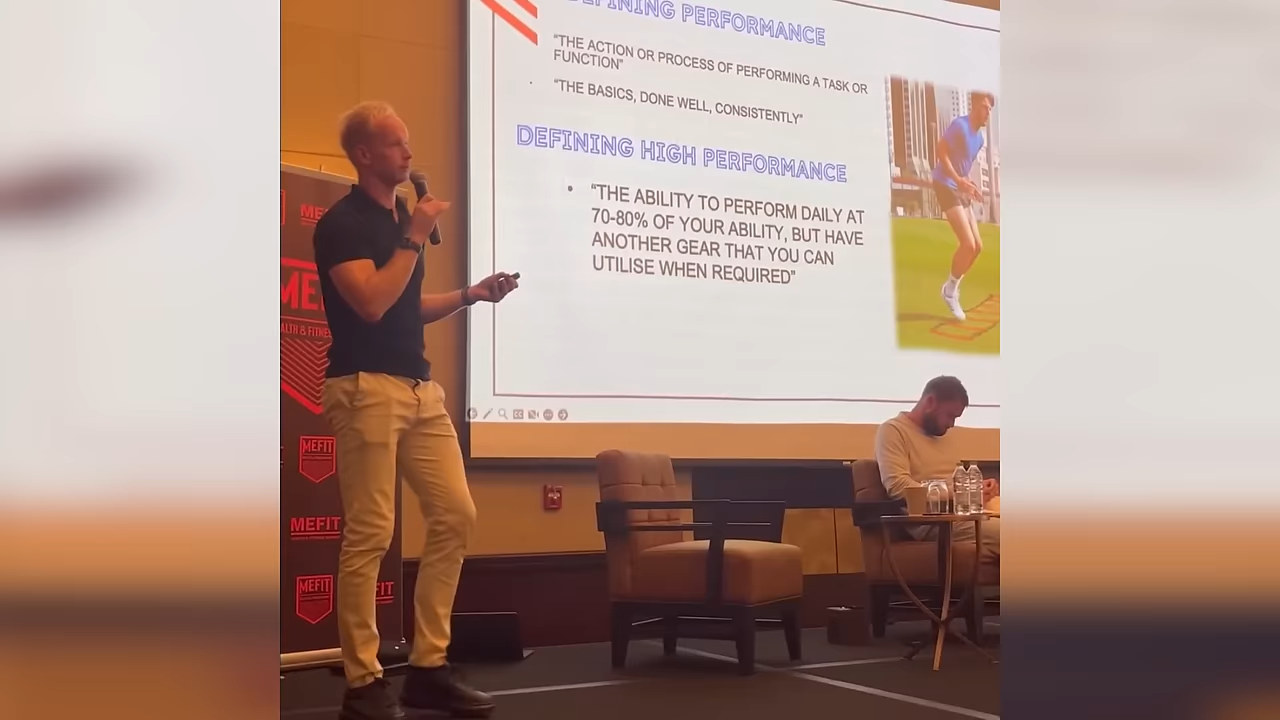 DEFINING PERFORMANCE
“THE ACTION OR PROCESS OF PERFORMING A TASK OR
FUNCTION”
“THE BASICS, DONE WELL, CONSISTENTLY”
DEFINING HIGH PERFORMANCE
• “THE ABILITY TO PERFORM DAILY AT
70-80% OF YOUR ABILITY, BUT HAVE
ANOTHER GEAR THAT YOU CAN
UTILISE WHEN REQUIRED”
MEFIT
MEFIT
MEFIT